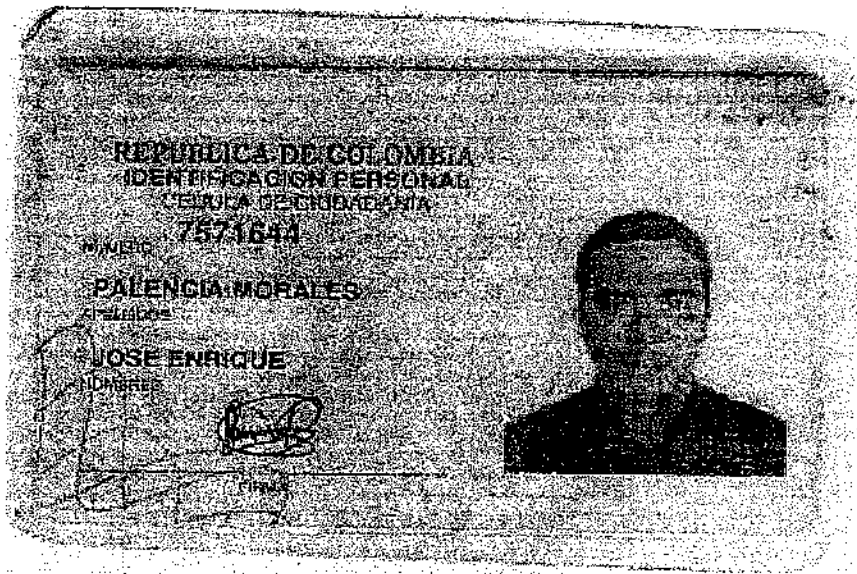 REPUBLICA DE COLOMBIA
IDENTIFICACION PERSONAL
CEDULA DE CIUDADANIA
NUMERO 7571644
PALENCIA MORALES
APELLIDOS
JOSE ENRIQUE
NOMBRES
FIRMA